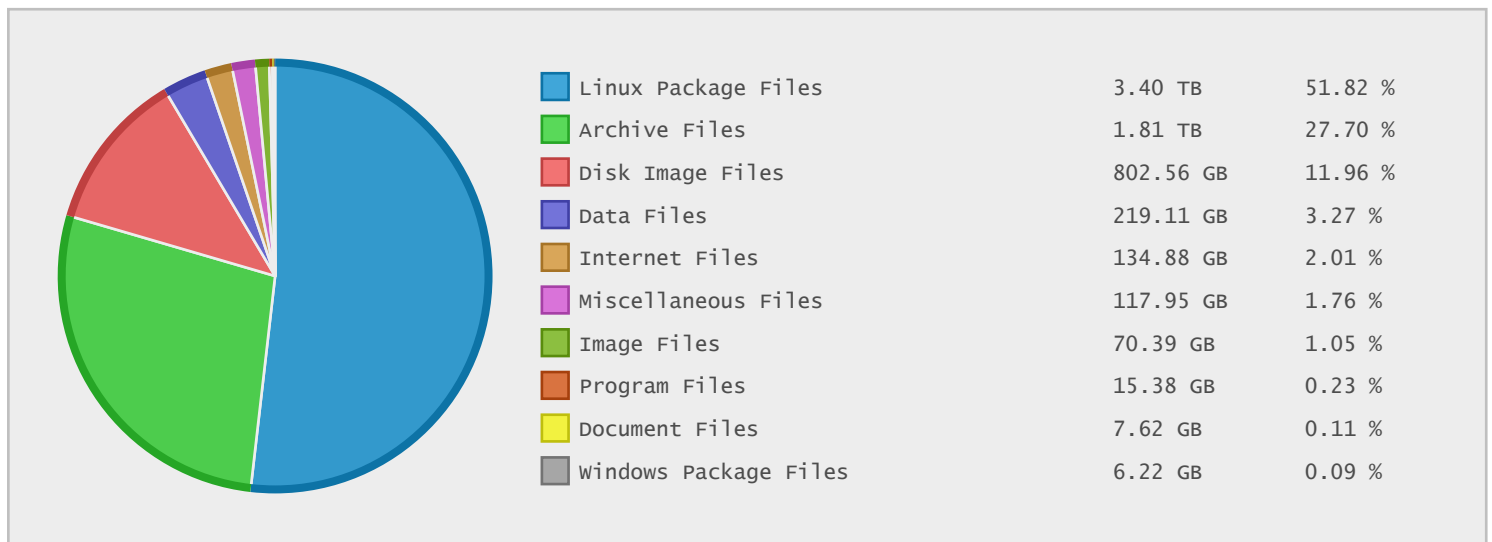 Linux Package Files 3.40 TB 51.82 %
Archive Files 1.81 TB 27.70 %
Disk Image Files 802.56 GB 11.96 %
Data Files 219.11 GB 3.27 %
Internet Files 134.88 GB 2.01 %
Miscellaneous Files 117.95 GB 1.76 %
Image Files 70.39 GB 1.05 %
Program Files 15.38 GB 0.23 %
Document Files 7.62 GB 0.11 %
Windows Package Files 6.22 GB 0.09 %